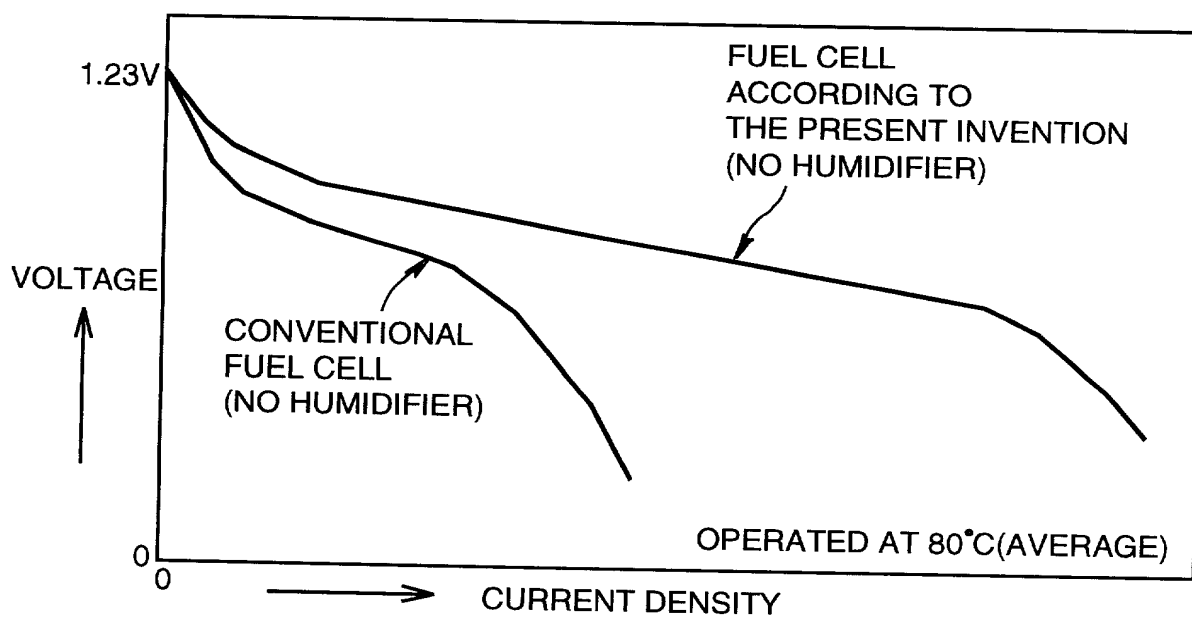 1.23V
FUEL CELL
ACCORDING TO
THE PRESENT INVENTION
(NO HUMIDIFIER)
VOLTAGE
CONVENTIONAL
FUEL CELL
(NO HUMIDIFIER)
OPERATED AT 80°C(AVERAGE)
0
0
CURRENT DENSITY